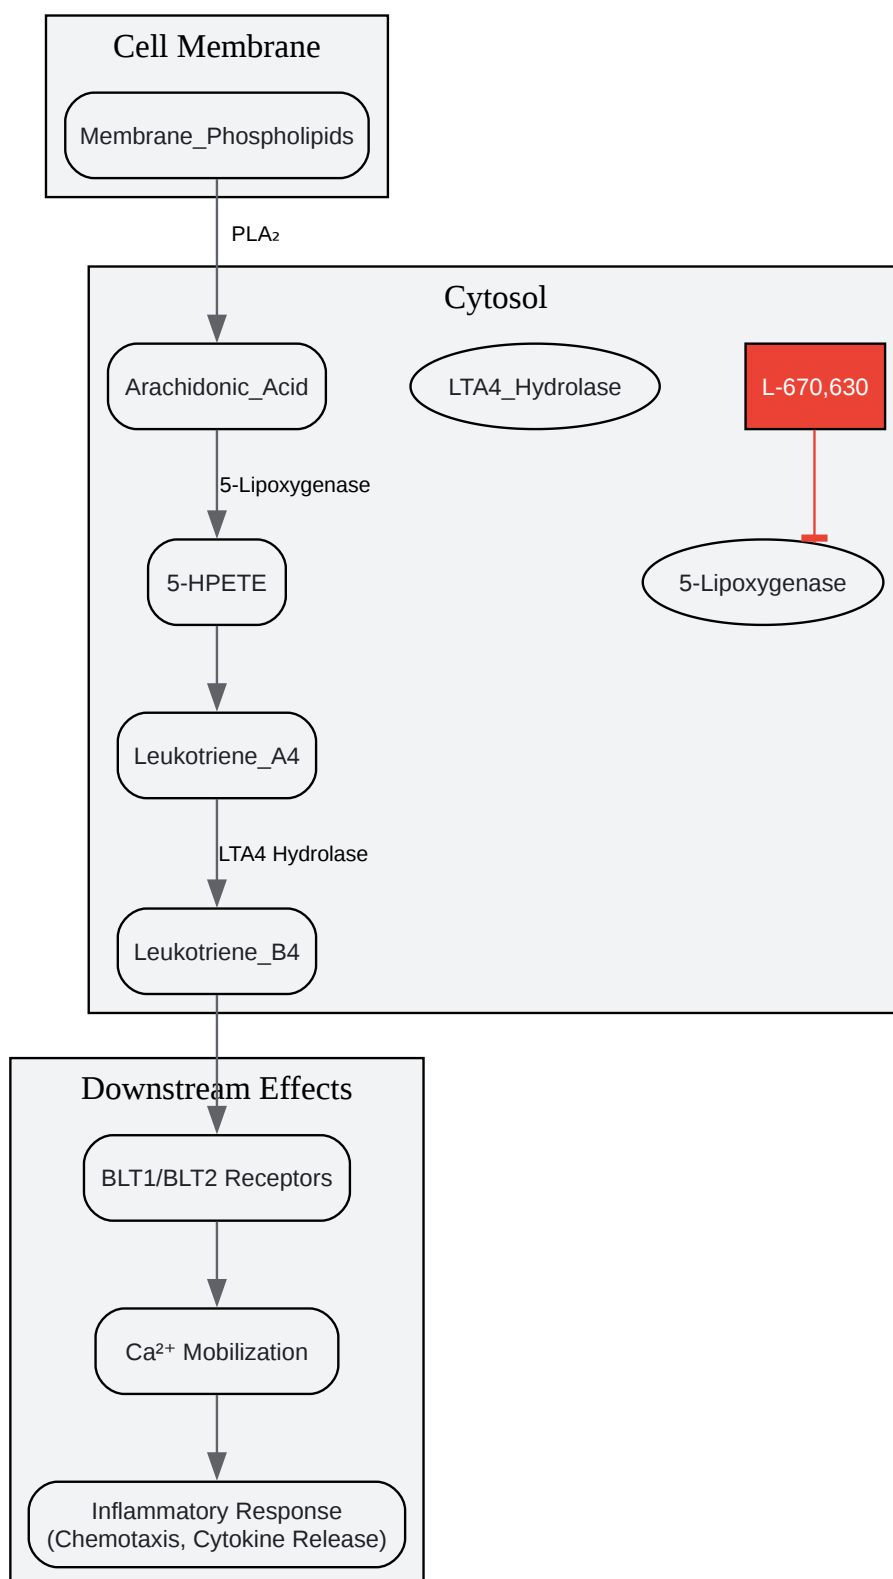 Cell Membrane
Membrane_Phospholipids
PLA₂
Cytosol
Arachidonic_Acid
LTA4_Hydrolase
L-670,630
5-Lipoxygenase
5-HPETE
5-Lipoxygenase
Leukotriene_A4
LTA4 Hydrolase
Leukotriene_B4
Downstream Effects
BLT1/BLT2 Receptors
Ca²⁺ Mobilization
Inflammatory Response
(Chemotaxis, Cytokine Release)